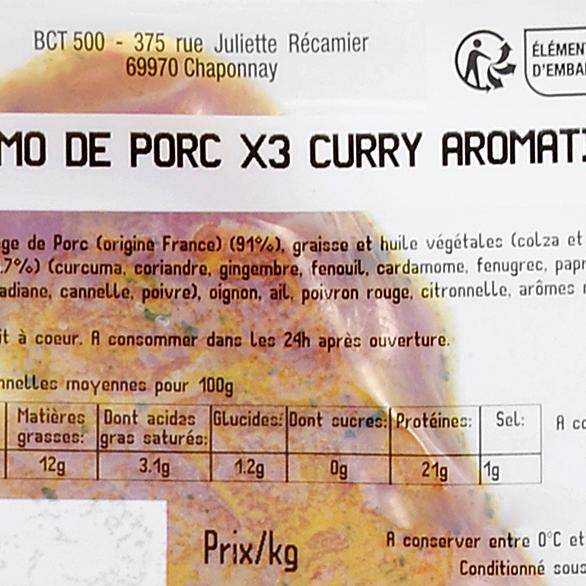 BCT 500 - 375 rue Juliette Récamier
69970 Chaponnay
ÉLÉMEN
D'EMBA
MO DE PORC X3 CURRY AROMATI
ge de Porc (origine France) (91%), graisse et huile végétales (colza et
.7%) (curcuma, coriandre, gingembre, fenouil, cardamome, fenugrec, papr
adiane, cannelle, poivre), oignon, ail, poivron rouge, citronnelle, arômes
it à coeur. A consommer dans les 24h après ouverture.
nnelles moyennes pour 100g
Matières grasses: Dont acides gras saturés: Glucides: Dont sucres: Protéines: Sel: A co
12g 3.1g 1.2g 0g 21g 1g
Prix/kg
A conserver entre 0°C et
Conditionné sous